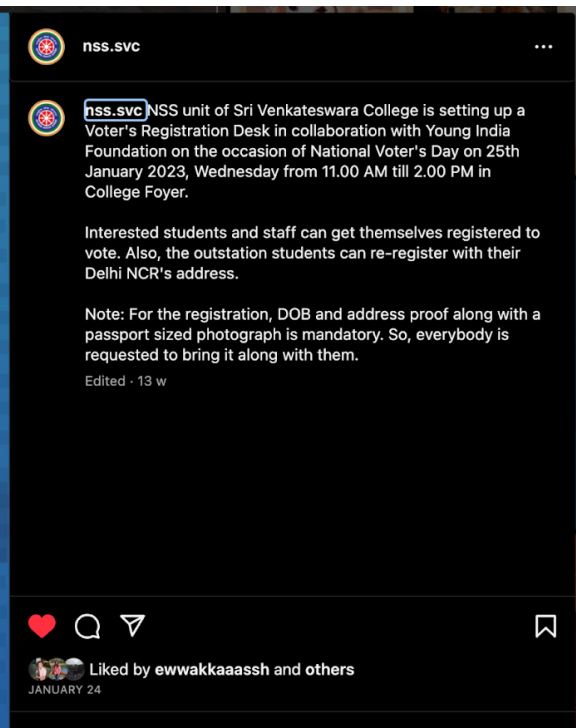 nss.svc
nss.svc NSS unit of Sri Venkateswara College is setting up a
Voter's Registration Desk in collaboration with Young India
Foundation on the occasion of National Voter's Day on 25th
January 2023, Wednesday from 11.00 AM till 2.00 PM in
College Foyer.
Interested students and staff can get themselves registered to
vote. Also, the outstation students can re-register with their
Delhi NCR's address.
Note: For the registration, DOB and address proof along with a
passport sized photograph is mandatory. So, everybody is
requested to bring it along with them.
Edited · 13 w
Liked by ewwakkaaassh and others
JANUARY 24